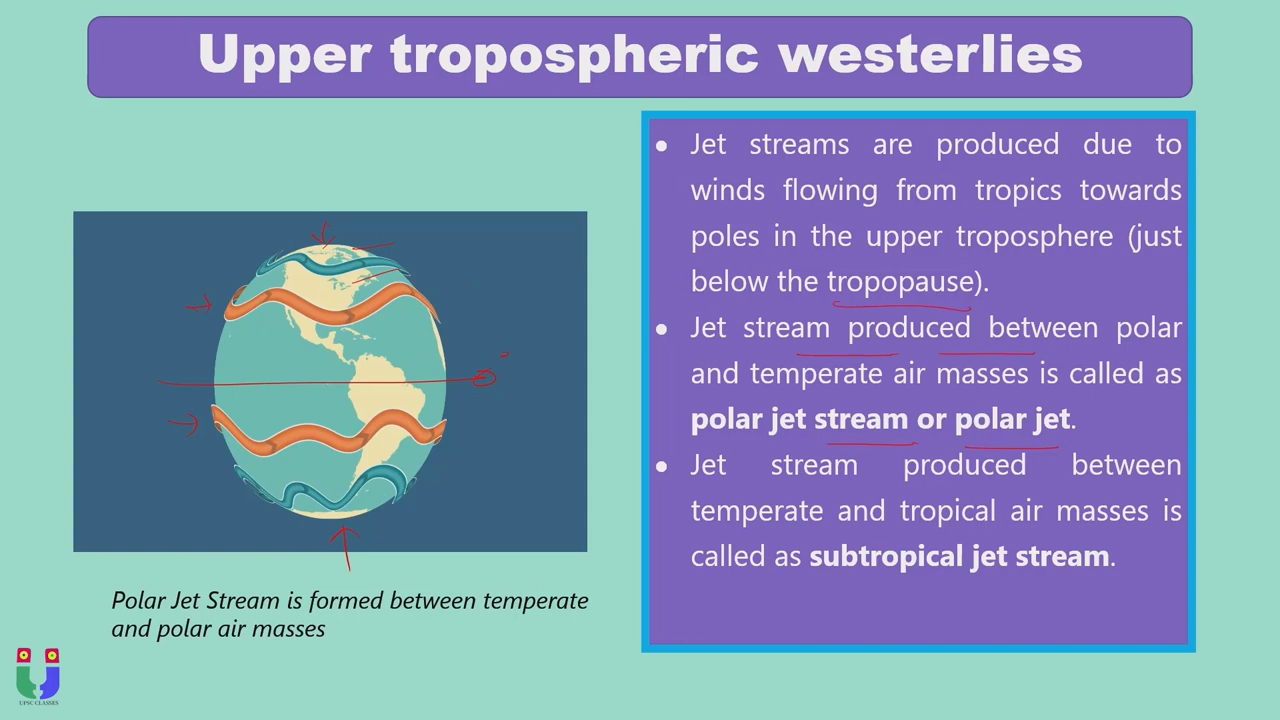 Upper tropospheric westerlies
• Jet streams are produced due to
winds flowing from tropics towards
poles in the upper troposphere (just
below the tropopause).
• Jet stream produced between polar
and temperate air masses is called as
polar jet stream or polar jet.
• Jet stream produced between
temperate and tropical air masses is
called as subtropical jet stream.
Polar Jet Stream is formed between temperate
and polar air masses
UPSC CLASSES